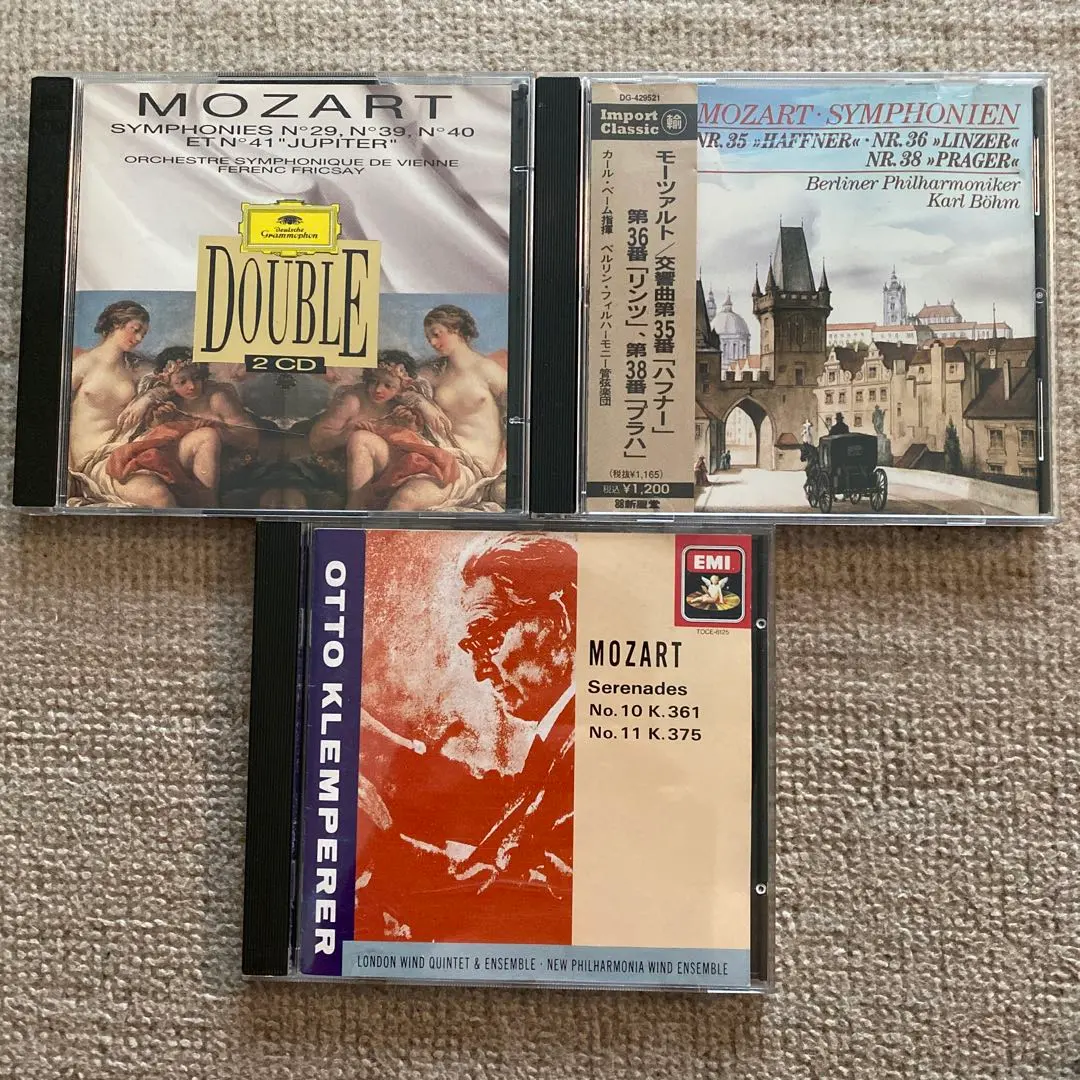 MOZART
SYMPHONIES N°29, N°39, N°40
ET N°41 "JUPITER"
ORCHESTRE SYMPHONIQUE DE VIENNE
FERENC FRICSAY
Deutsche
Grammophon
DOUBLE
2 CD
DG-429521
Import
Classic
輸
モーツァルト/交響曲第35番「ハフナー」
第36番「リンツ」、第38番「プラハ」
カール・ベーム指揮 ベルリン・フィルハーモニー管弦楽団
(税抜¥1,165)
税込 ¥1,200
新星堂
MOZART · SYMPHONIEN
NR. 35 »HAFFNER« · NR. 36 »LINZER«
NR. 38 »PRAGER«
Berliner Philharmoniker
Karl Böhm
OTTO KLEMPERER
EMI
TOCE-6125
MOZART
Serenades
No.10 K.361
No.11 K.375
LONDON WIND QUINTET & ENSEMBLE · NEW PHILHARMONIA WIND ENSEMBLE